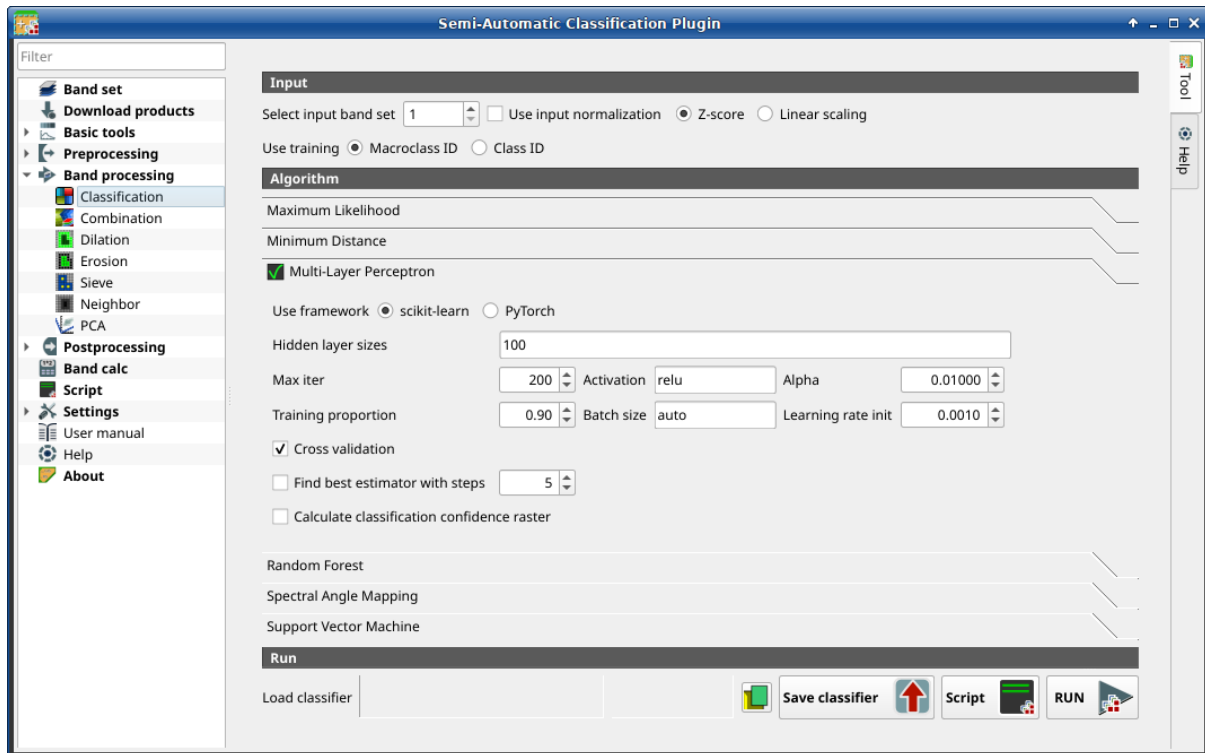 Semi-Automatic Classification Plugin
Filter
Band set
Download products
Basic tools
Preprocessing
Band processing
Classification
Combination
Dilation
Erosion
Sieve
Neighbor
PCA
Postprocessing
Band calc
Script
Settings
User manual
Help
About
Input
Select input band set 1 Use input normalization Z-score Linear scaling
Use training Macroclass ID Class ID
Algorithm
Maximum Likelihood
Minimum Distance
Multi-Layer Perceptron
Use framework scikit-learn PyTorch
Hidden layer sizes 100
Max iter 200 Activation relu Alpha 0.01000
Training proportion 0.90 Batch size auto Learning rate init 0.0010
Cross validation
Find best estimator with steps 5
Calculate classification confidence raster
Random Forest
Spectral Angle Mapping
Support Vector Machine
Run
Load classifier Save classifier Script RUN
Tool
Help